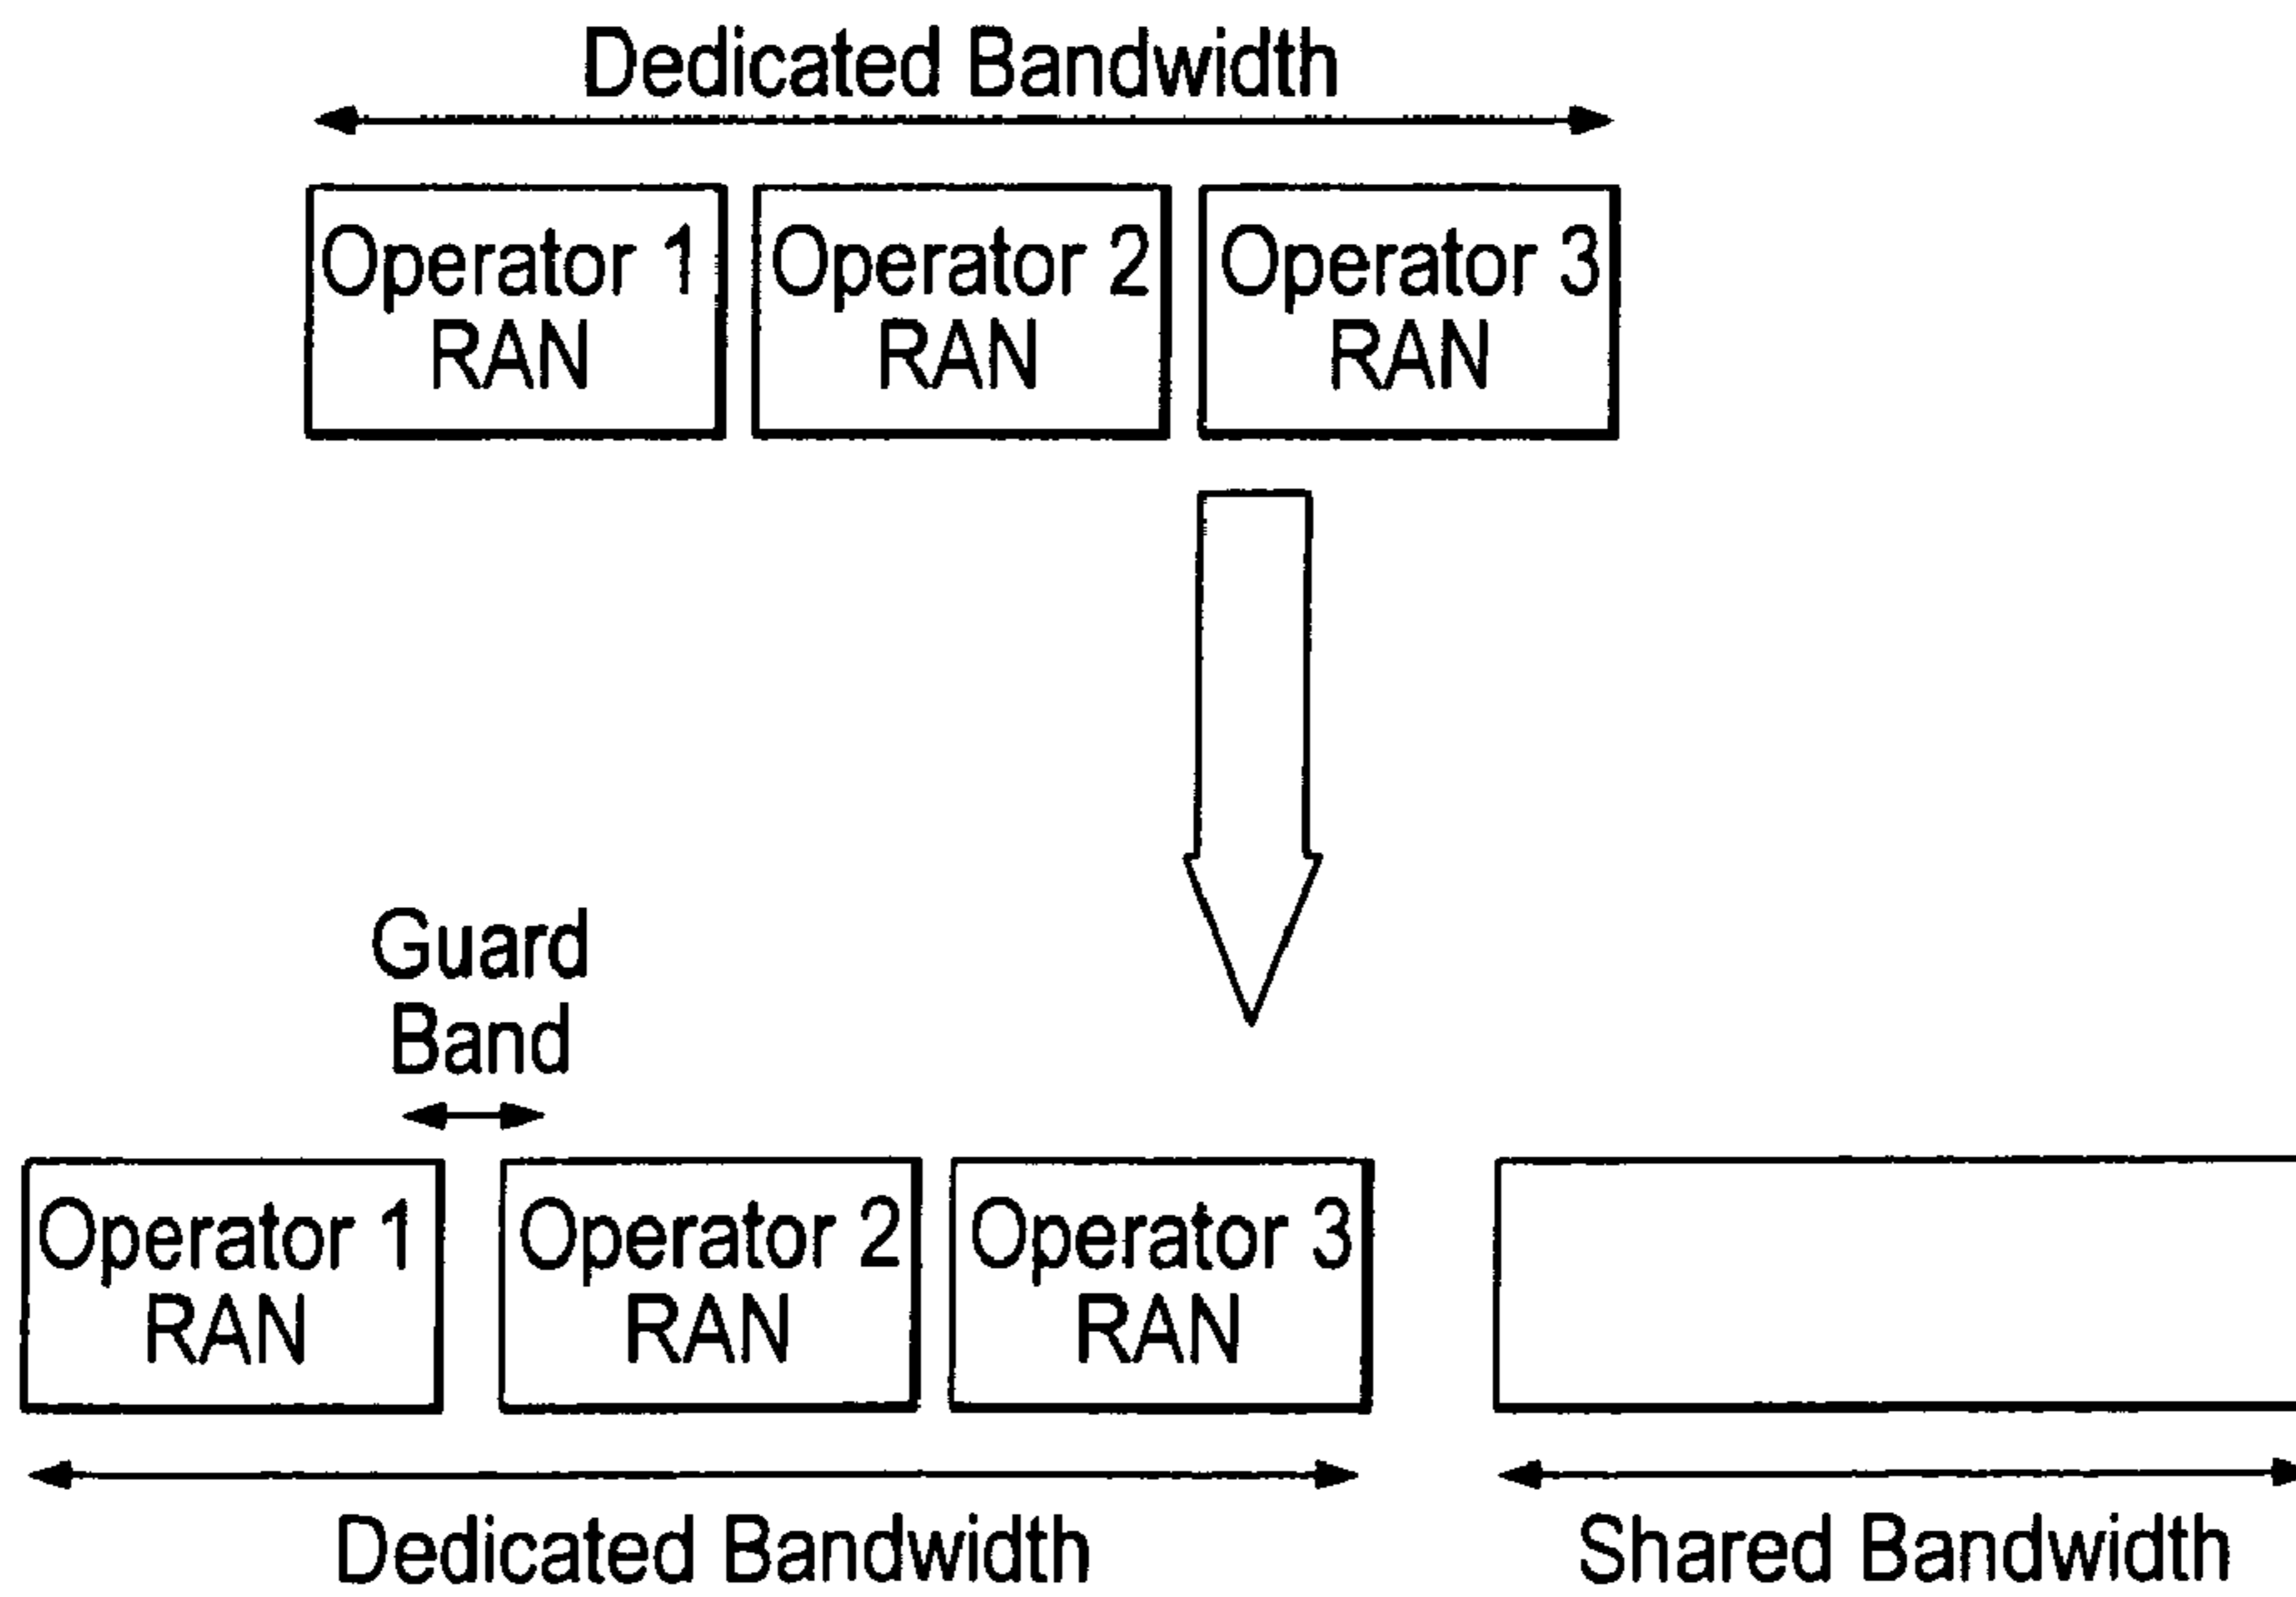 Dedicated Bandwidth
Operator 1
RAN
Operator 2
RAN
Operator 3
RAN
Guard
Band
Operator 1
RAN
Operator 2
RAN
Operator 3
RAN
Dedicated Bandwidth
Shared Bandwidth